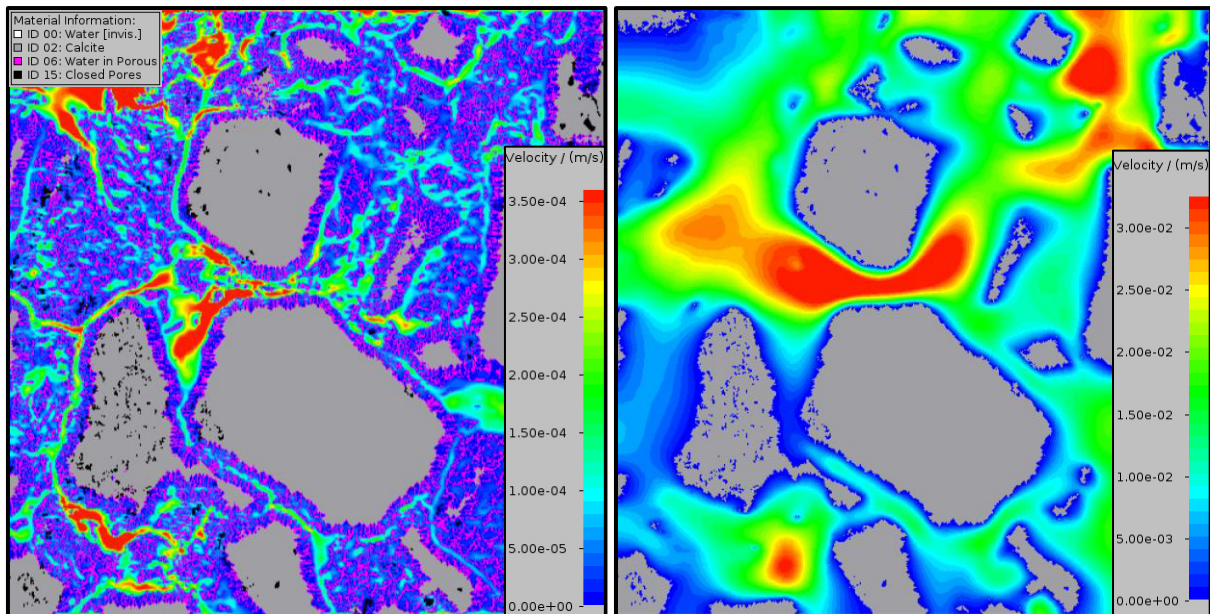 Material Information:
ID 00: Water [invis.]
ID 02: Calcite
ID 06: Water in Porous
ID 15: Closed Pores
Velocity / (m/s)
3.50e-04
3.00e-04
2.50e-04
2.00e-04
1.50e-04
1.00e-04
5.00e-05
0.00e+00
Velocity / (m/s)
3.00e-02
2.50e-02
2.00e-02
1.50e-02
1.00e-02
5.00e-03
0.00e+00